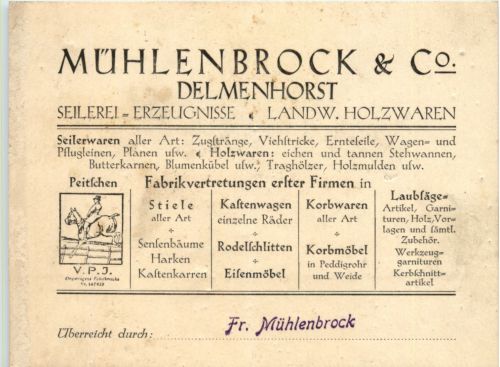 MÜHLENBROCK & Co.
DELMENHORST
SEILEREI-ERZEUGNISSE • LANDW. HOLZWAREN
Seilerwaren aller Art: Zugstränge, Viehstricke, Ernteseile, Wagen- und
Pflugleinen, Planen usw. • Holzwaren: eichen und tannen Stehwannen,
Butterkarnen, Blumenkübel usw., Traghölzer, Holzmulden usw.
Peitschen
V.P.J.
Fabrikvertretungen erster Firmen in
Stiele
aller Art
Sensenbäume
Harken
Kastenkarren
Kastenwagen
einzelne Räder
Rodelschlitten
Eisenmöbel
Korbwaren
aller Art
Korbmöbel
in Peddigrohr
und Weide
Laubsäge-
Artikel, Garni-
turen, Holz, Vor-
lagen und sämtl.
Zubehör.
Werkzeug-
garnituren
Kerbschnitt-
artikel
Überreicht durch: Fr. Mühlenbrock